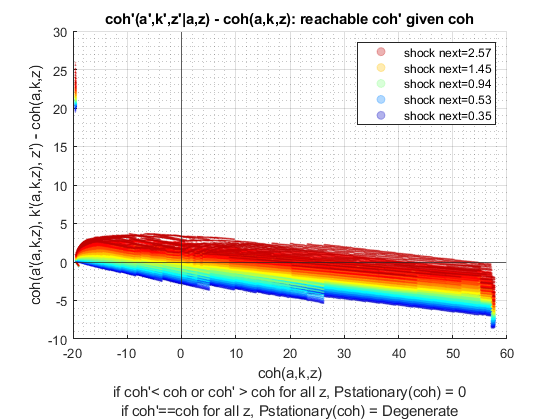 coh'(a',k',z'|a,z) - coh(a,k,z): reachable coh' given coh
30
25
20
15
10
5
0
-5
-10
-20
-10
0
10
20
30
40
50
60
coh(a'(a,k,z), k'(a,k,z), z') - coh(a,k,z)
shock next=2.57
shock next=1.45
shock next=0.94
shock next=0.53
shock next=0.35
coh(a,k,z)
if coh'< coh or coh' > coh for all z, Pstationary(coh) = 0
if coh'==coh for all z, Pstationary(coh) = Degenerate